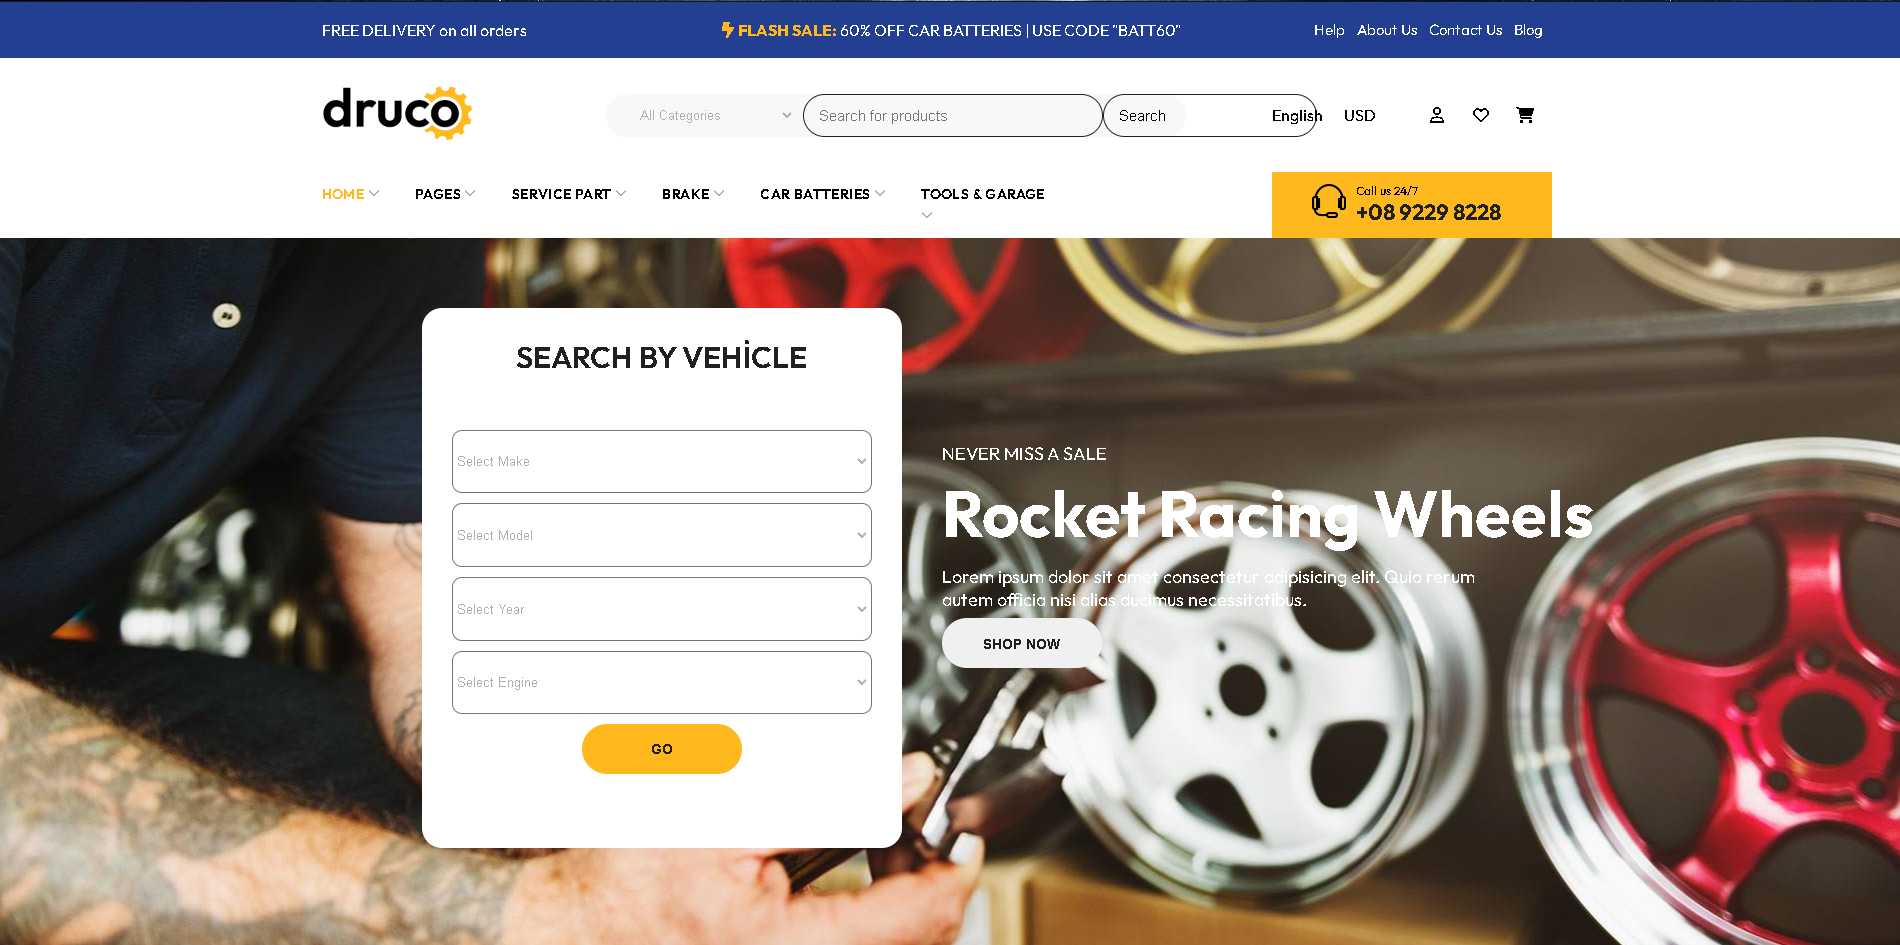 FREE DELIVERY on all orders
FLASH SALE: 60% OFF CAR BATTERIES | USE CODE "BATT60"
Help About Us Contact Us Blog
druco
All Categories
Search for products
Search
English
USD
HOME
PAGES
SERVICE PART
BRAKE
CAR BATTERIES
TOOLS & GARAGE
Call us 24/7
+08 9229 8228
SEARCH BY VEHİCLE
Select Make
Select Model
Select Year
Select Engine
GO
NEVER MISS A SALE
Rocket Racing Wheels
Lorem ipsum dolor sit amet consectetur adipisicing elit. Quia rerum
autem officia nisi alias ducimus necessitatibus.
SHOP NOW